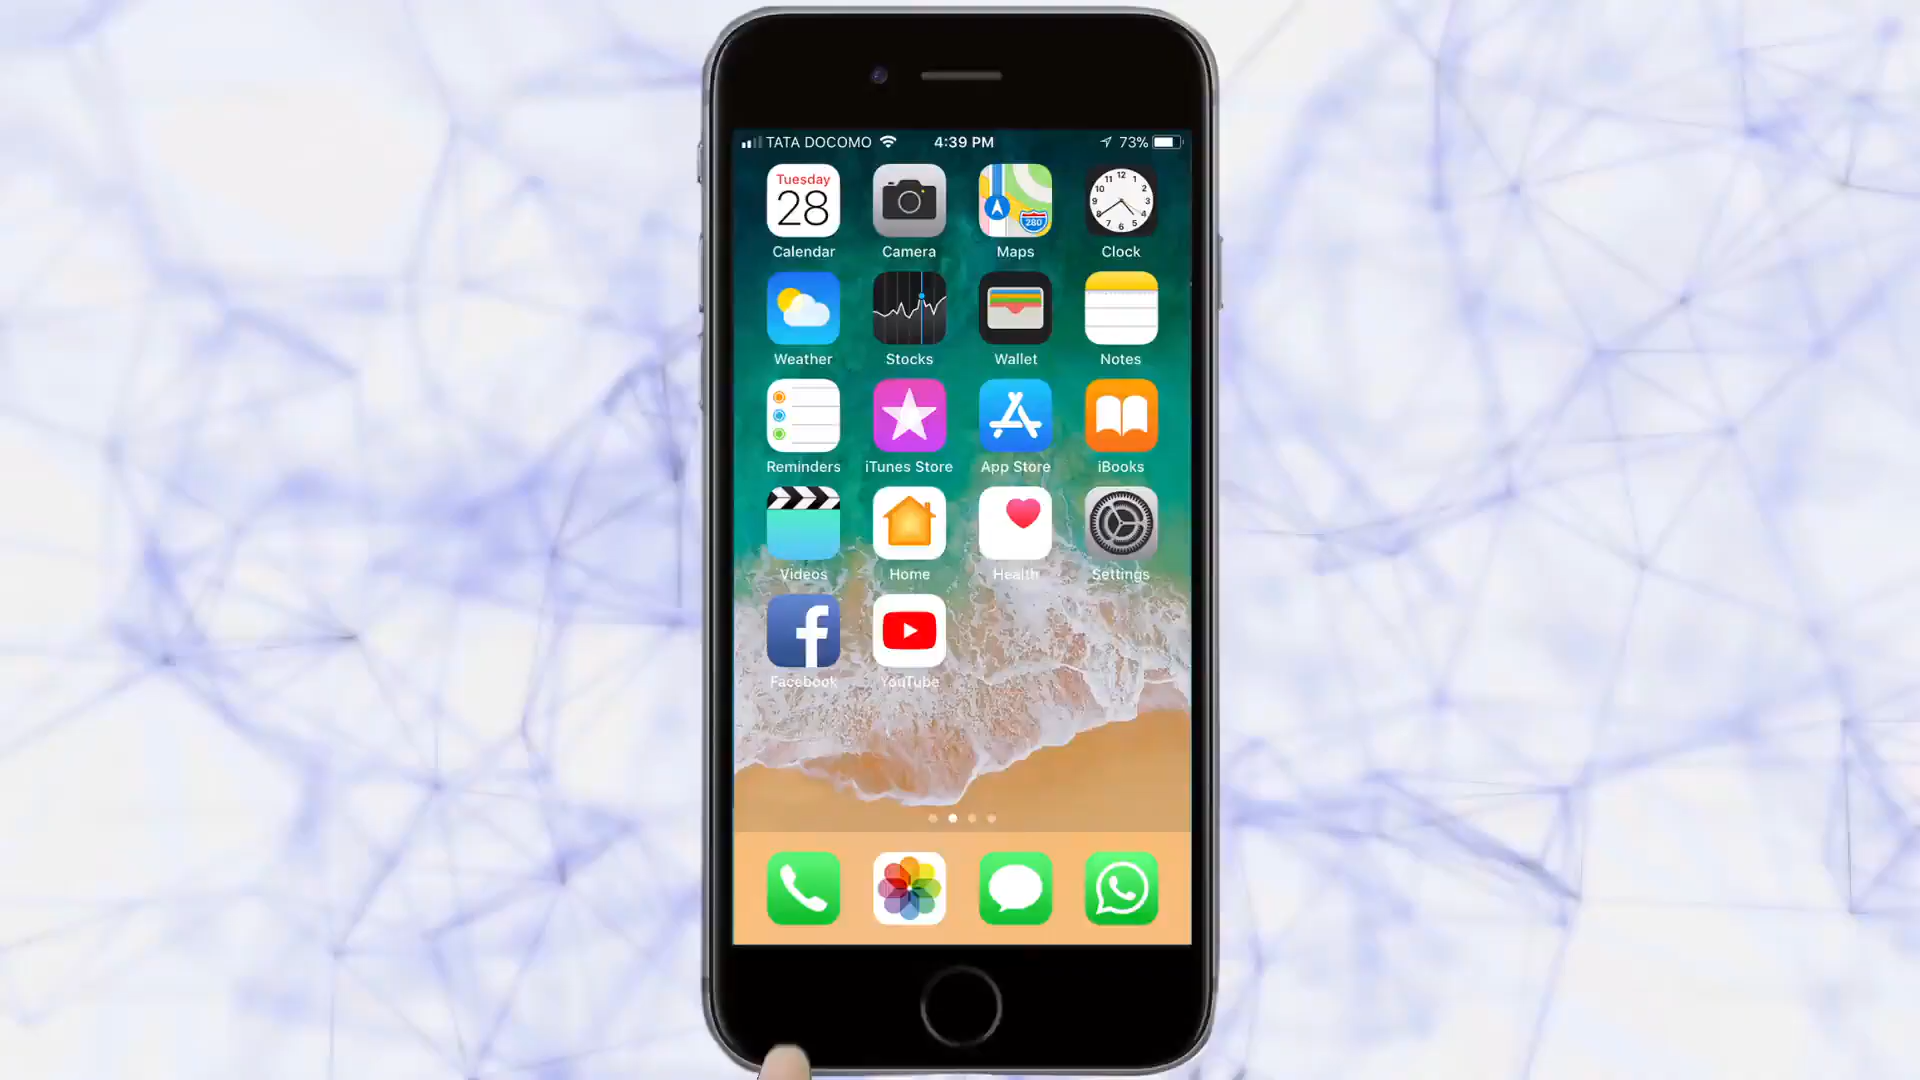 TATA DOCOMO 4:39 PM 73%
Tuesday
28
280
12
11 1
10 2
9 3
8 4
7 5
6
Calendar Camera Maps Clock
Weather Stocks Wallet Notes
Reminders iTunes Store App Store iBooks
Videos Home Health Settings
Facebook YouTube